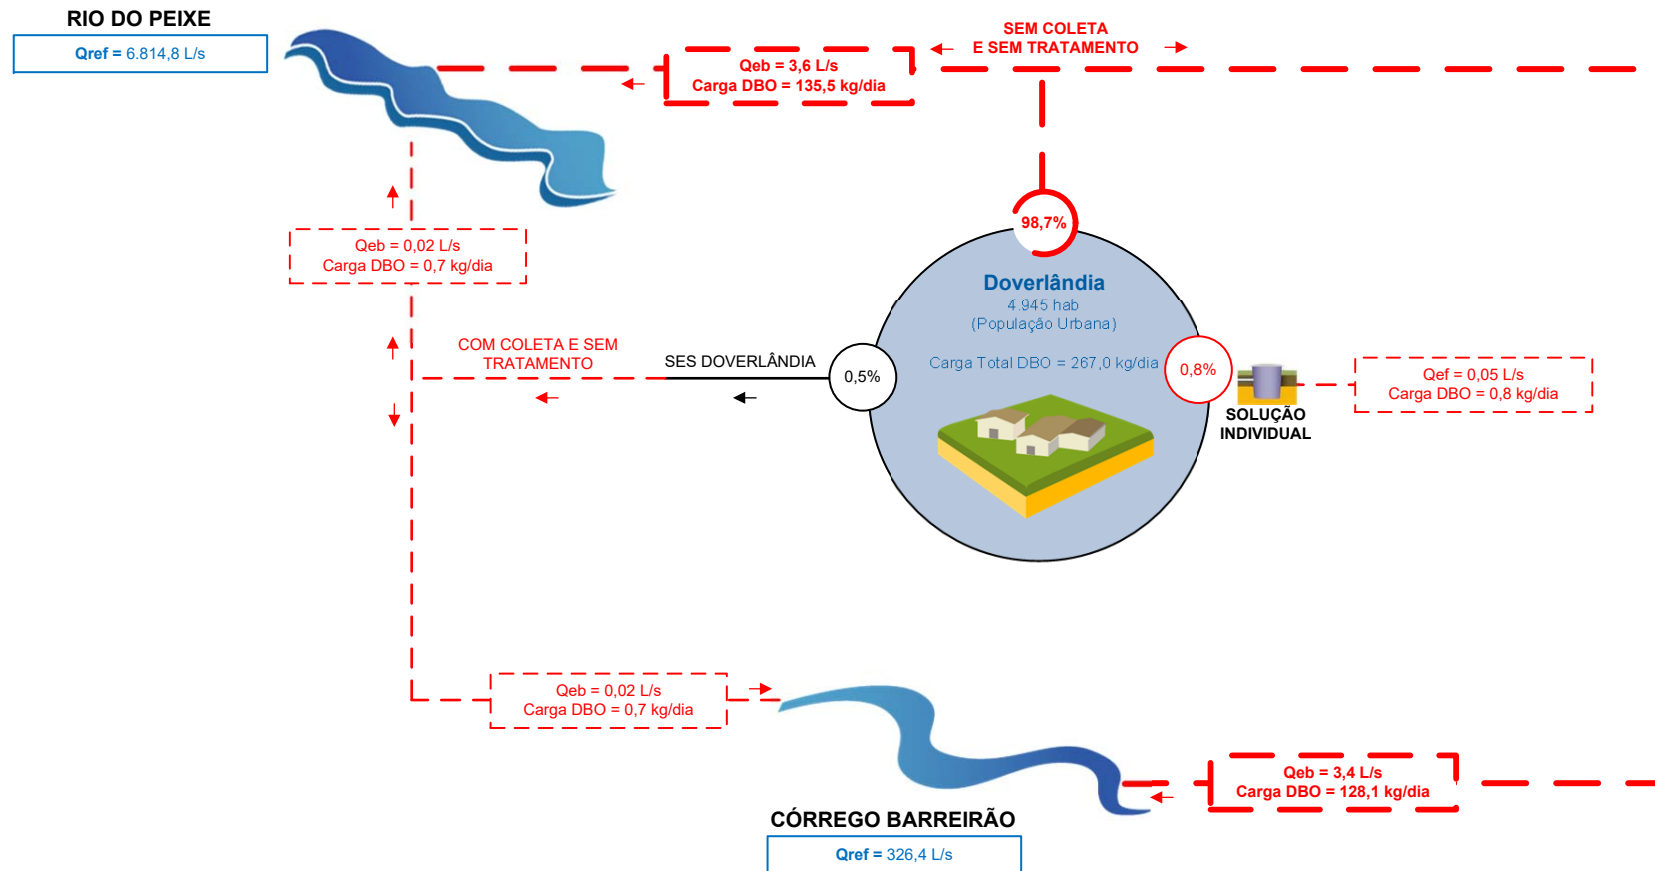 RIO DO PEIXE
Qref = 6.814,8 L/s
SEM COLETA
E SEM TRATAMENTO
Qeb = 3,6 L/s
Carga DBO = 135,5 kg/dia
98,7%
Qeb = 0,02 L/s
Carga DBO = 0,7 kg/dia
Doverlândia
4.945 hab
(População Urbana)
Carga Total DBO = 267,0 kg/dia
COM COLETA E SEM
TRATAMENTO
SES DOVERLÂNDIA
0,5%
0,8%
SOLUÇÃO
INDIVIDUAL
Qef = 0,05 L/s
Carga DBO = 0,8 kg/dia
Qeb = 0,02 L/s
Carga DBO = 0,7 kg/dia
Qeb = 3,4 L/s
Carga DBO = 128,1 kg/dia
CÓRREGO BARREIRÃO
Qref = 326,4 L/s